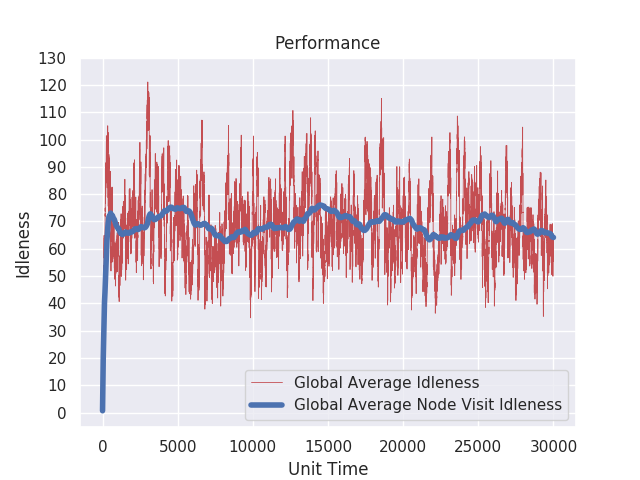 Performance
130
120
110
100
90
80
70
60
50
40
30
20
10
0
Idleness
Global Average Idleness
Global Average Node Visit Idleness
0 5000 10000 15000 20000 25000 30000
Unit Time